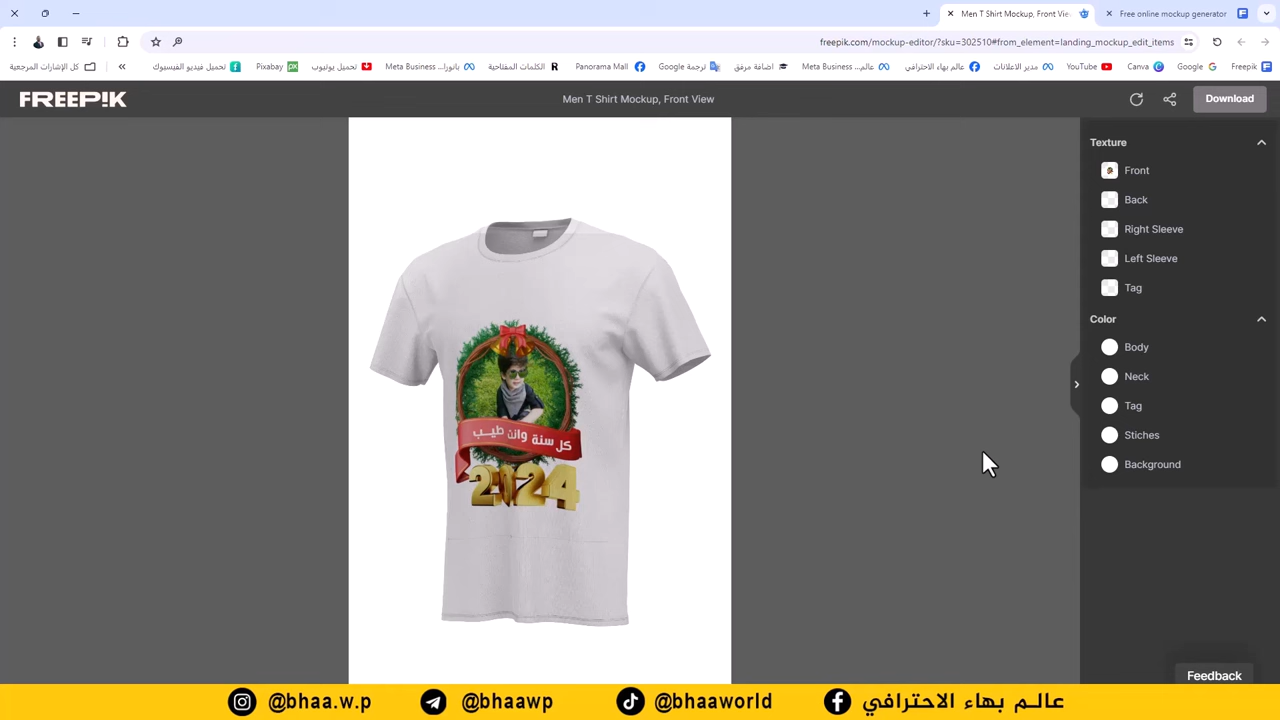 Men T Shirt Mockup, Front Vie
Free online mockup generator
freepik.com/mockup-editor/?sku=302510#from_element=landing_mockup_edit_items
كل الإشارات المرجعية
«
تحميل فيديو الفيسبوك
Pixabay
تحميل يوتيوب
Meta Business ...بانورا
الكلمات المفتاحية
Panorama Mall
ترجمة Google
اضافة مرفق
Meta Business ...عالم
عالم بهاء الاحترافي
مدير الاعلانات
YouTube
Canva
Google
Freepik
FREEP!K
Men T Shirt Mockup, Front View
Download
Texture
Front
Back
Right Sleeve
Left Sleeve
Tag
Color
Body
Neck
Tag
Stiches
Background
كل سنة وانت طيـب
2024
Feedback
@bhaa.w.p
@bhaawp
@bhaaworld
عالـم بهاء الاحترافي